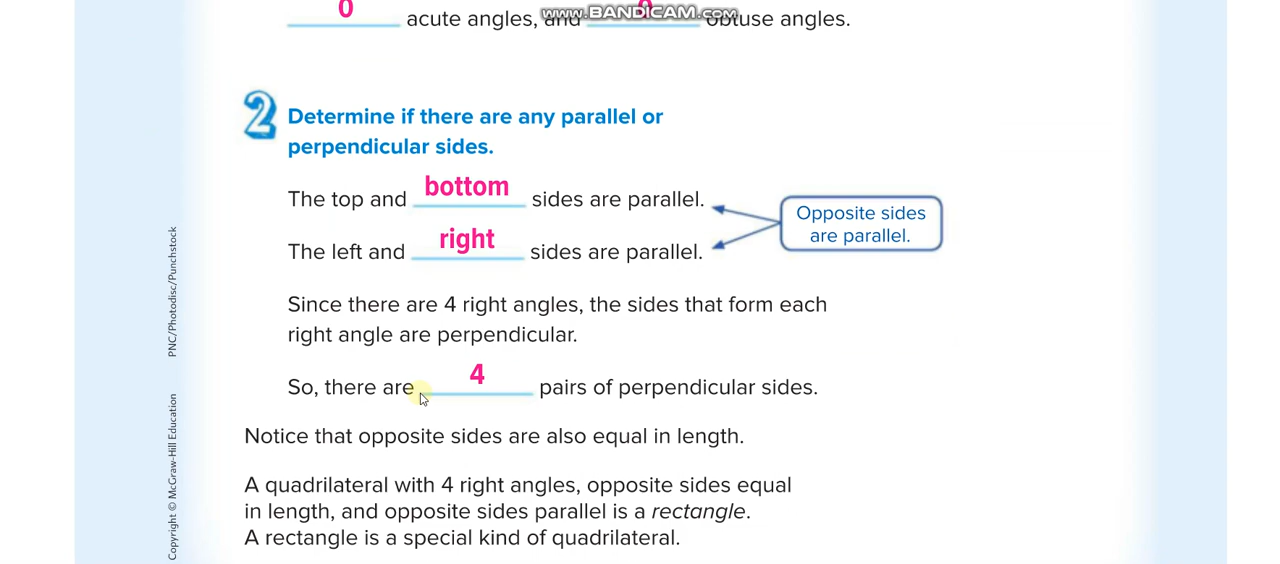 0 acute angles, and 0 obtuse angles.
www.BANDICAM.com
2 Determine if there are any parallel or
perpendicular sides.
The top and bottom sides are parallel.
The left and right sides are parallel.
Opposite sides
are parallel.
Since there are 4 right angles, the sides that form each
right angle are perpendicular.
So, there are 4 pairs of perpendicular sides.
Notice that opposite sides are also equal in length.
A quadrilateral with 4 right angles, opposite sides equal
in length, and opposite sides parallel is a rectangle.
A rectangle is a special kind of quadrilateral.
Copyright © McGraw-Hill Education PNC/Photodisc/Punchstock